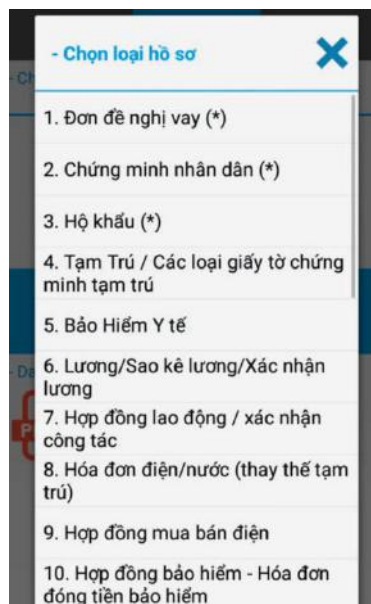 - Chọn loại hồ sơ
- Ch
1. Đơn đề nghị vay (*)
2. Chứng minh nhân dân (*)
3. Hộ khẩu (*)
4. Tạm Trú / Các loại giấy tờ chứng
minh tạm trú
5. Bảo Hiểm Y tế
- Da
6. Lương/Sao kê lương/Xác nhận
lương
7. Hợp đồng lao động / xác nhận
công tác
8. Hóa đơn điện/nước (thay thế tạm
trú)
9. Hợp đồng mua bán điện
10. Hợp đồng bảo hiểm - Hóa đơn
đóng tiền bảo hiểm